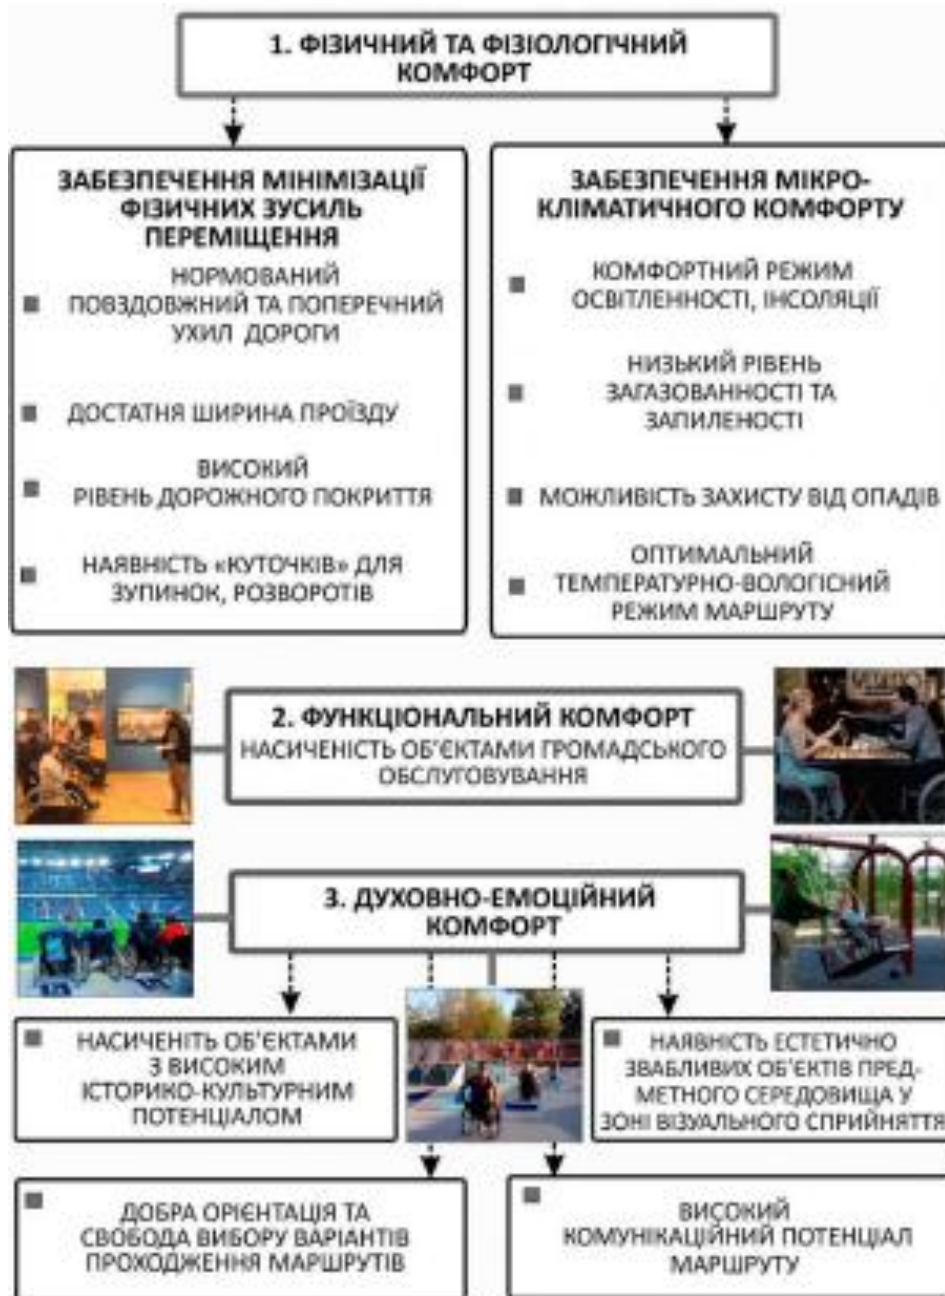 1. ФІЗИЧНИЙ ТА ФІЗІОЛОГІЧНИЙ
КОМФОРТ
ЗАБЕЗПЕЧЕННЯ МІНІМІЗАЦІЇ
ФІЗИЧНИХ ЗУСИЛЬ
ПЕРЕМІЩЕННЯ
НОРМОВАНИЙ
ПОВЗДОВЖНИЙ ТА ПОПЕРЕЧНИЙ
УХИЛ ДОРОГИ
ДОСТАТНЯ ШИРИНА ПРОЇЗДУ
ВИСОКИЙ
РІВЕНЬ ДОРОЖНОГО ПОКРИТТЯ
НАЯВНІСТЬ «КУТОЧКІВ» ДЛЯ
ЗУПИНОК, РОЗВОРОТІВ
ЗАБЕЗПЕЧЕННЯ МІКРО-
КЛІМАТИЧНОГО КОМФОРТУ
КОМФОРТНИЙ РЕЖИМ
ОСВІТЛЕННОСТІ, ІНСОЛЯЦІЇ
НИЗЬКИЙ РІВЕНЬ
ЗАГАЗОВАННОСТІ ТА
ЗАПИЛЕНОСТІ
МОЖЛИВІСТЬ ЗАХИСТУ ВІД ОПАДІВ
ОПТИМАЛЬНИЙ
ТЕМПЕРАТУРНО-ВОЛОГІСНИЙ
РЕЖИМ МАРШРУТУ
2. ФУНКЦІОНАЛЬНИЙ КОМФОРТ
НАСИЧЕНІСТЬ ОБ'ЄКТАМИ ГРОМАДСЬКОГО
ОБСЛУГОВУВАННЯ
3. ДУХОВНО-ЕМОЦІЙНИЙ
КОМФОРТ
НАСИЧЕНІТЬ ОБ'ЄКТАМИ
З ВИСОКИМ
ІСТОРИКО-КУЛЬТУРНИМ
ПОТЕНЦІАЛОМ
НАЯВНІСТЬ ЕСТЕТИЧНО
ЗВАБЛИВИХ ОБ'ЄКТІВ ПРЕД-
МЕТНОГО СЕРЕДОВИЩА У
ЗОНІ ВІЗУАЛЬНОГО СПРИЙНЯТТЯ
ДОБРА ОРІЄНТАЦІЯ ТА
СВОБОДА ВИБОРУ ВАРІАНТІВ
ПРОХОДЖЕННЯ МАРШРУТІВ
ВИСОКИЙ
КОМУНІКАЦІЙНИЙ ПОТЕНЦІАЛ
МАРШРУТУ